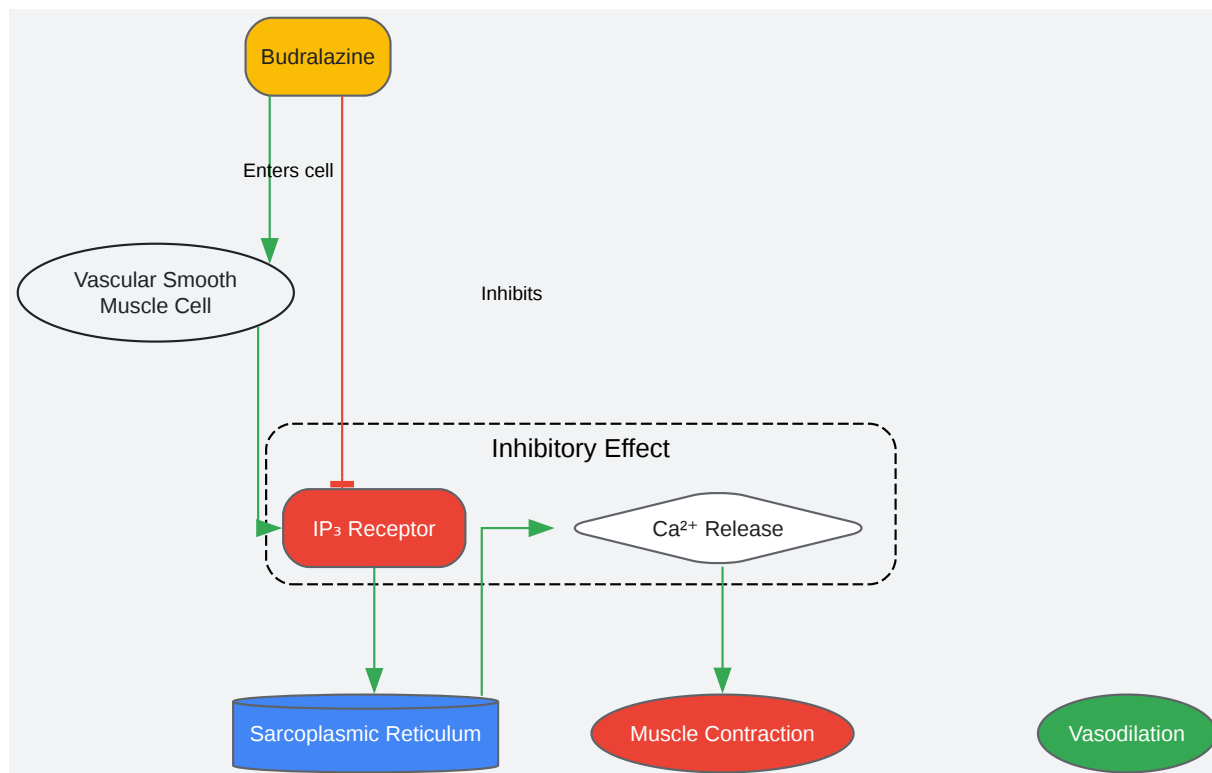 Budralazine
Enters cell
Vascular Smooth
Muscle Cell
Inhibits
Inhibitory Effect
IP₃ Receptor
Ca²⁺ Release
Sarcoplasmic Reticulum
Muscle Contraction
Vasodilation